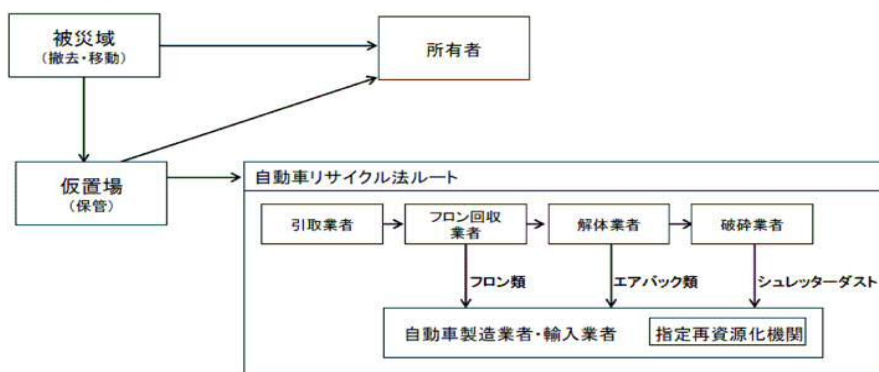 被災域
(撤去・移動)
所有者
仮置場
(保管)
自動車リサイクル法ルート
引取業者
フロン回収
業者
解体業者
破砕業者
フロン類
エアバック類
シュレッターダスト
自動車製造業者・輸入業者
指定再資源化機関